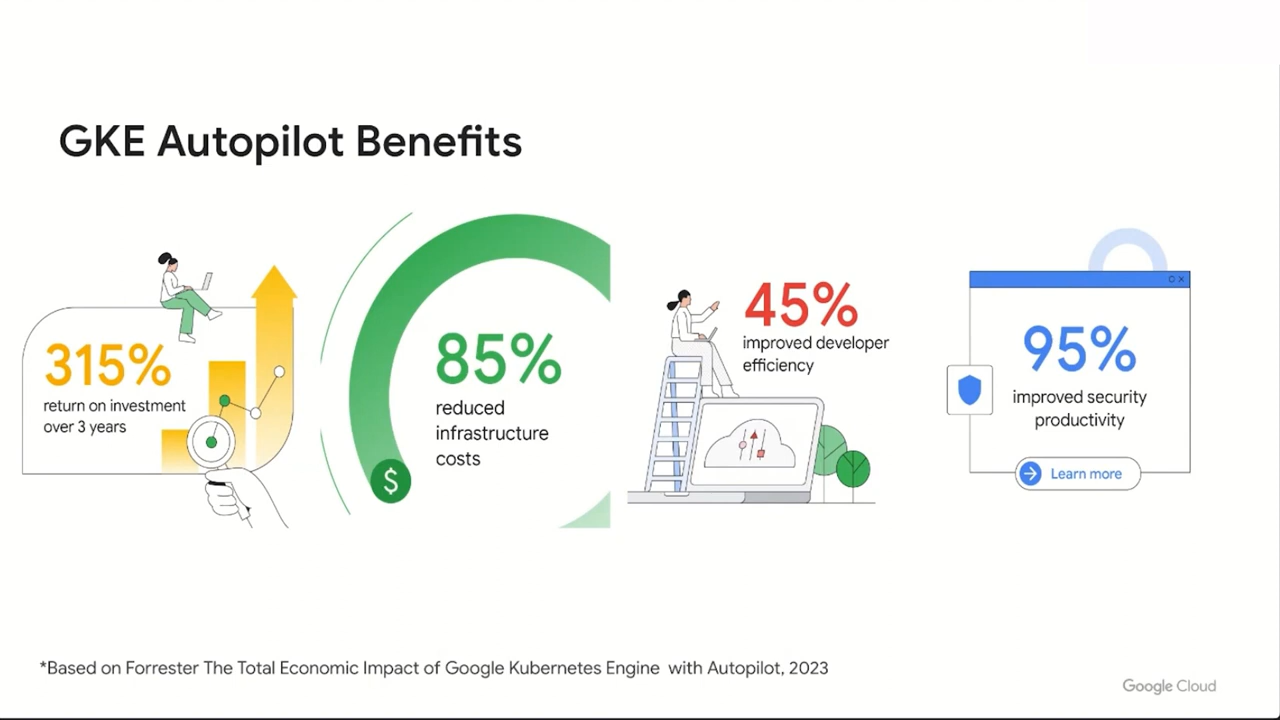 GKE Autopilot Benefits
315%
return on investment
over 3 years
85%
reduced
infrastructure
costs
$
45%
improved developer
efficiency
95%
improved security
productivity
Learn more
*Based on Forrester The Total Economic Impact of Google Kubernetes Engine with Autopilot, 2023
Google Cloud